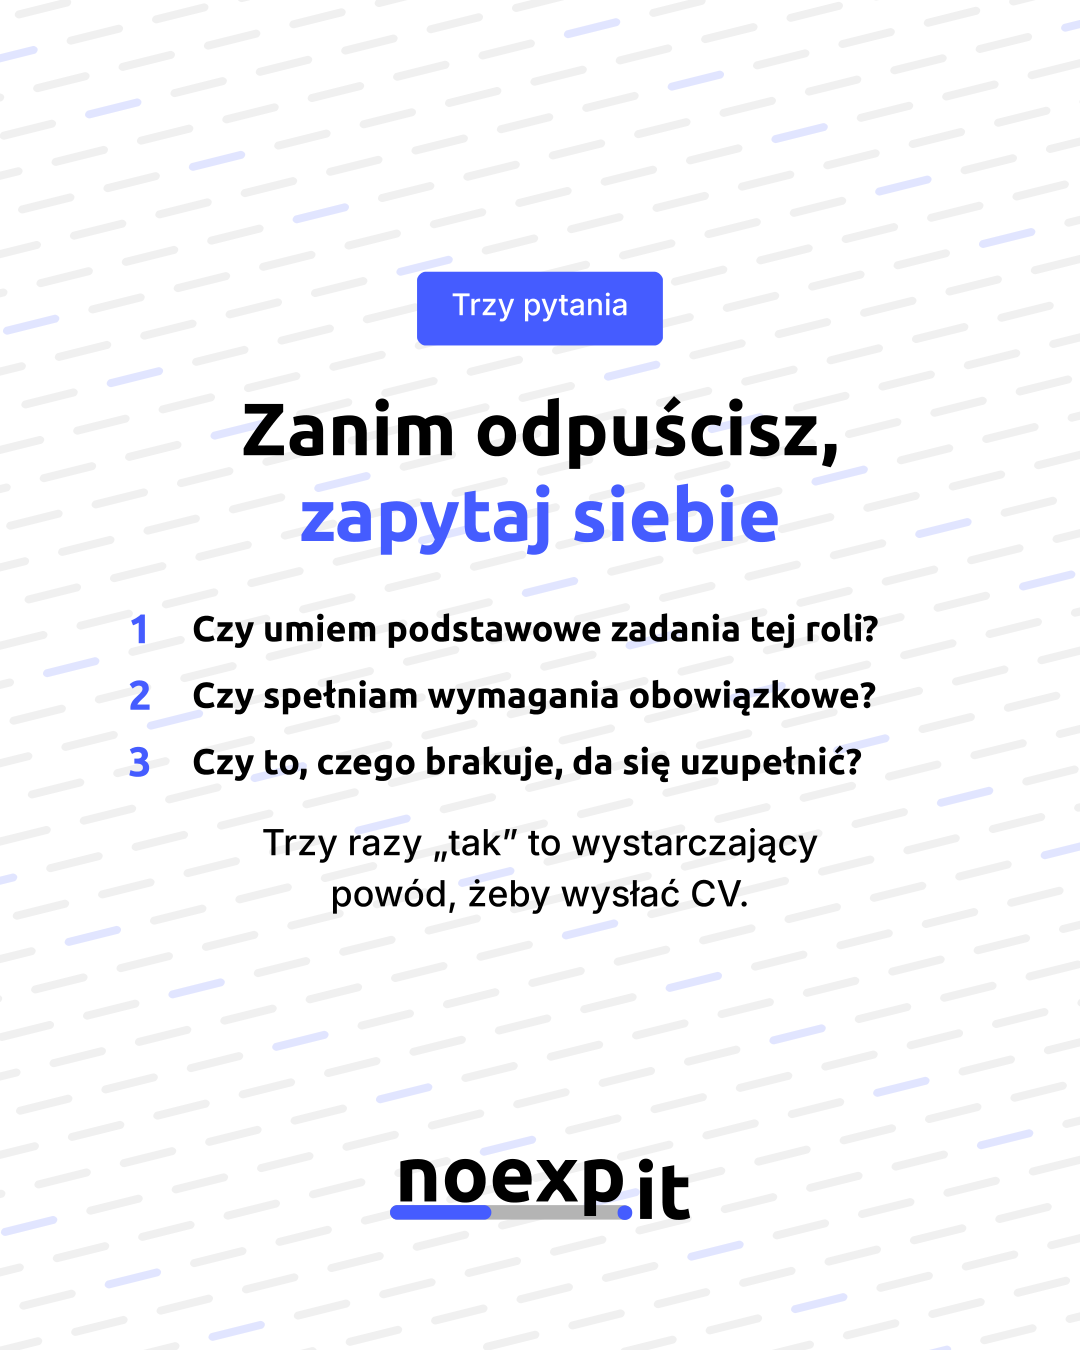 Trzy pytania
Zanim odpuścisz,
zapytaj siebie
1 Czy umiem podstawowe zadania tej roli?
2 Czy spełniam wymagania obowiązkowe?
3 Czy to, czego brakuje, da się uzupełnić?
Trzy razy „tak” to wystarczający
powód, żeby wysłać CV.
noexp.it